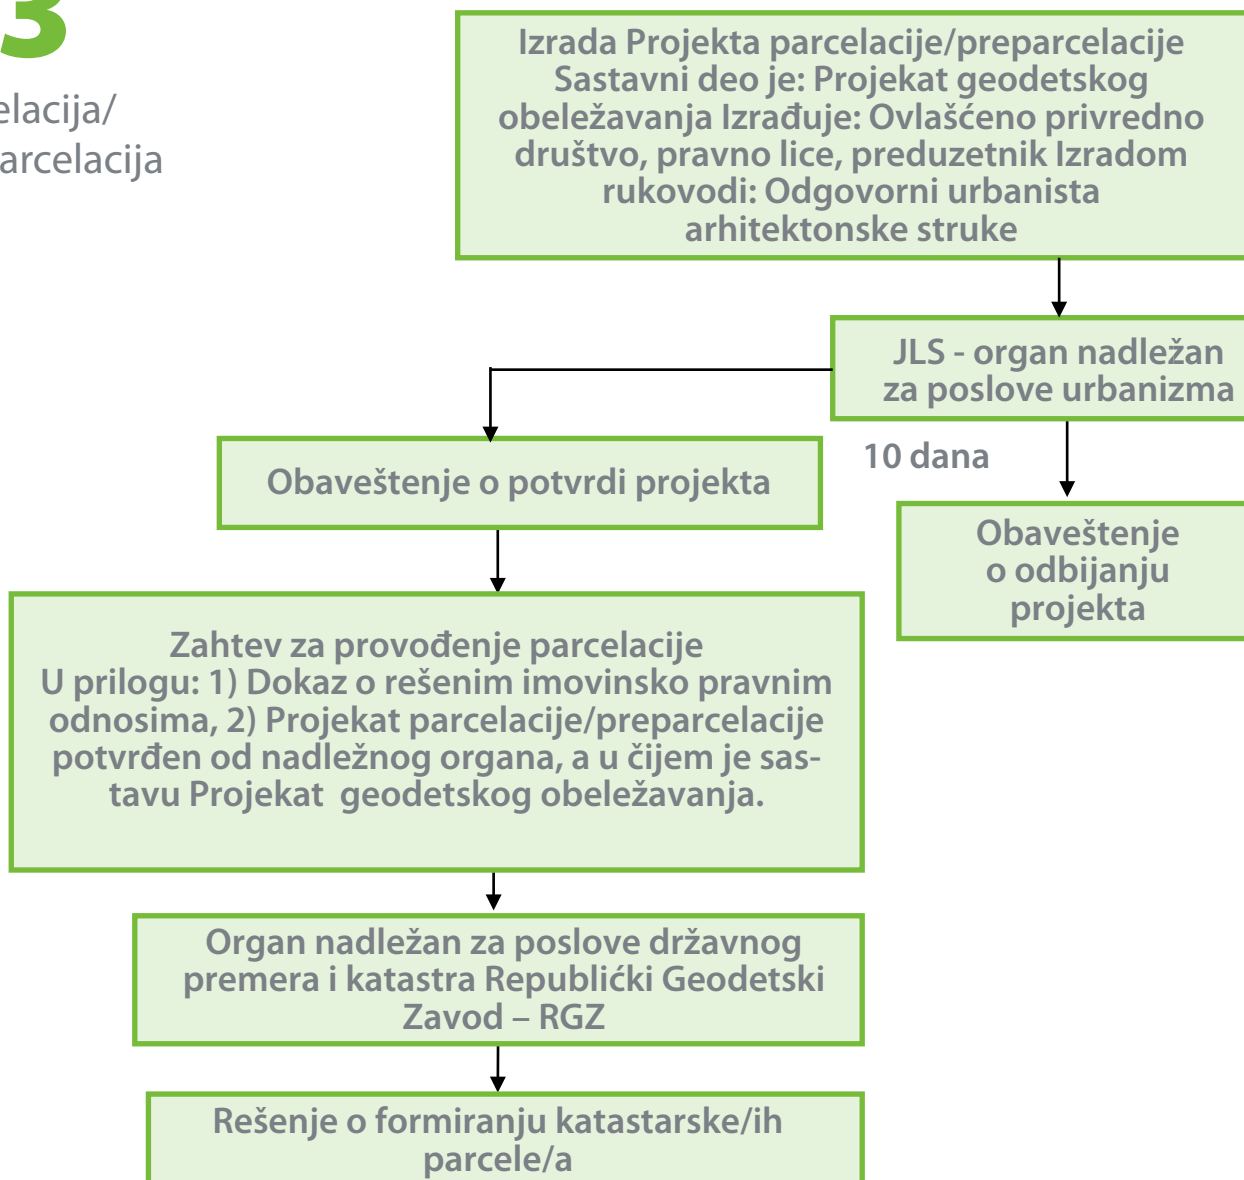 3
elacija/
arcelacija
Izrada Projekta parcelacije/preparcelacije
Sastavni deo je: Projekat geodetskog
obeležavanja Izrađuje: Ovlašćeno privredno
društvo, pravno lice, preduzetnik Izradom
rukovodi: Odgovorni urbanista
arhitektonske struke
JLS - organ nadležan
za poslove urbanizma
10 dana
Obaveštenje o potvrdi projekta
Obaveštenje
o odbijanju
projekta
Zahtev za provođenje parcelacije
U prilogu: 1) Dokaz o rešenim imovinsko pravnim
odnosima, 2) Projekat parcelacije/preparcelacije
potvrđen od nadležnog organa, a u čijem je sas-
tavu Projekat geodetskog obeležavanja.
Organ nadležan za poslove državnog
premera i katastra Republićki Geodetski
Zavod – RGZ
Rešenje o formiranju katastarske/ih
parcele/a